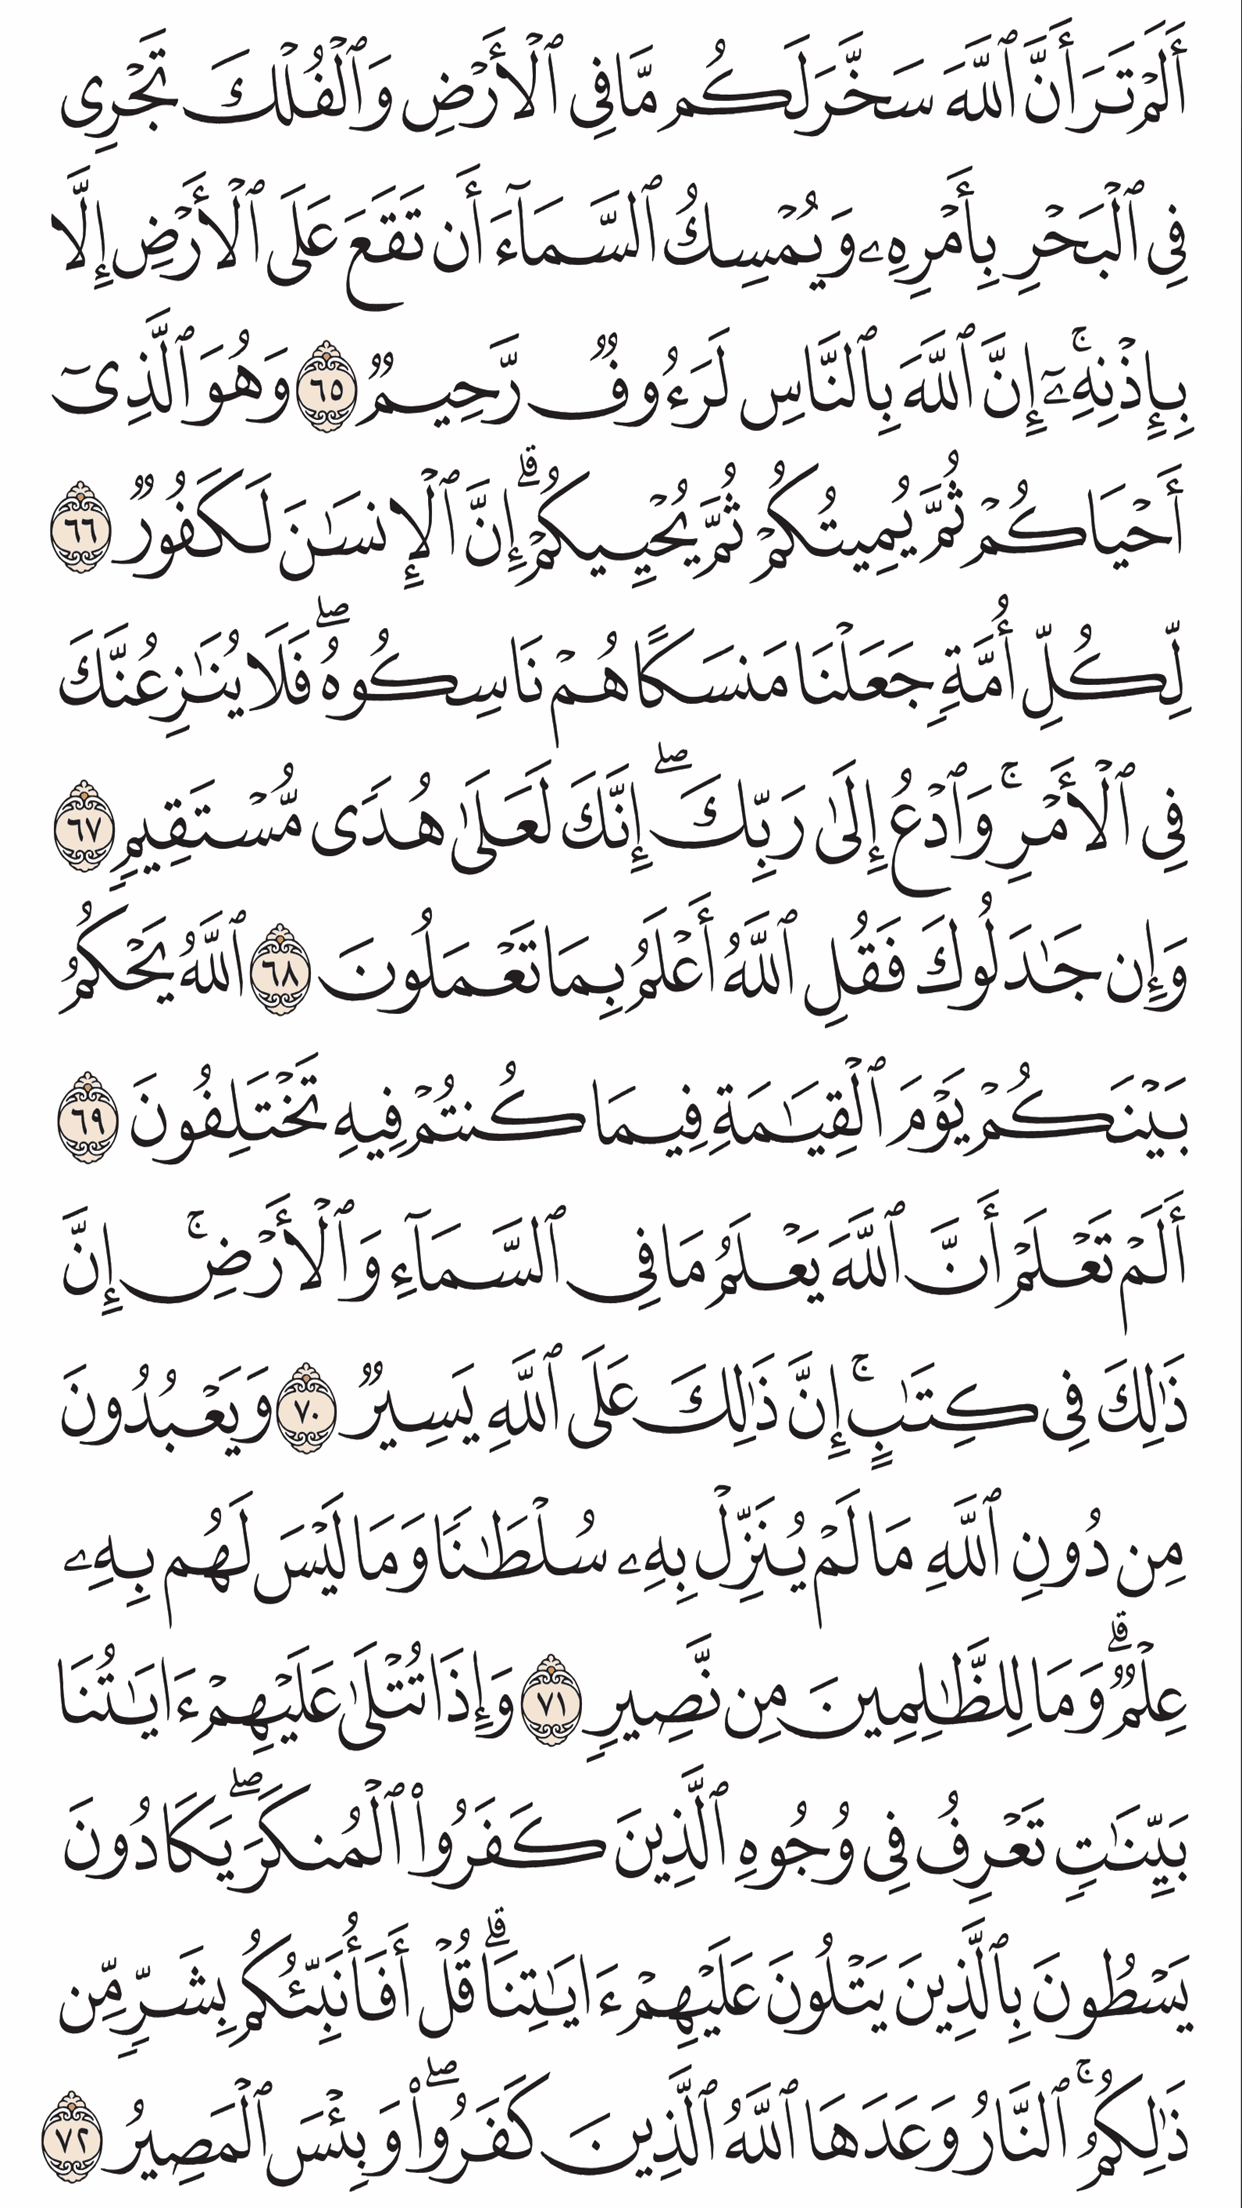 أَلَمْ تَرَ أَنَّ ٱللَّهَ سَخَّرَ لَكُم مَّا فِى ٱلْأَرْضِ وَٱلْفُلْكَ تَجْرِى
فِى ٱلْبَحْرِ بِأَمْرِهِۦ وَيُمْسِكُ ٱلسَّمَآءَ أَن تَقَعَ عَلَى ٱلْأَرْضِ إِلَّا
بِإِذْنِهِۦٓ ۚ إِنَّ ٱللَّهَ بِٱلنَّاسِ لَرَءُوفٌ رَّحِيمٌ ٦٥ وَهُوَ ٱلَّذِىٓ
أَحْيَاكُمْ ثُمَّ يُمِيتُكُمْ ثُمَّ يُحْيِيكُمْ ۗ إِنَّ ٱلْإِنسَٰنَ لَكَفُورٌ ٦٦
لِّكُلِّ أُمَّةٍ جَعَلْنَا مَنسَكًا هُمْ نَاسِكُوهُ ۖ فَلَا يُنَٰزِعُنَّكَ
فِى ٱلْأَمْرِ ۚ وَٱدْعُ إِلَىٰ رَبِّكَ ۖ إِنَّكَ لَعَلَىٰ هُدًى مُّسْتَقِيمٍ ٦٧
وَإِن جَٰدَلُوكَ فَقُلِ ٱللَّهُ أَعْلَمُ بِمَا تَعْمَلُونَ ٦٨ ٱللَّهُ يَحْكُمُ
بَيْنَكُمْ يَوْمَ ٱلْقِيَٰمَةِ فِيمَا كُنتُمْ فِيهِ تَخْتَلِفُونَ ٦٩
أَلَمْ تَعْلَمْ أَنَّ ٱللَّهَ يَعْلَمُ مَا فِى ٱلسَّمَآءِ وَٱلْأَرْضِ ۚ إِنَّ
ذَٰلِكَ فِى كِتَٰبٍ ۚ إِنَّ ذَٰلِكَ عَلَى ٱللَّهِ يَسِيرٌ ٧٠ وَيَعْبُدُونَ
مِن دُونِ ٱللَّهِ مَا لَمْ يُنَزِّلْ بِهِۦ سُلْطَٰنًا وَمَا لَيْسَ لَهُم بِهِۦ
عِلْمٌ ۗ وَمَا لِلظَّٰلِمِينَ مِن نَّصِيرٍ ٧١ وَإِذَا تُتْلَىٰ عَلَيْهِمْ ءَايَٰتُنَا
بَيِّنَٰتٍ تَعْرِفُ فِى وُجُوهِ ٱلَّذِينَ كَفَرُوا۟ ٱلْمُنكَرَ ۖ يَكَادُونَ
يَسْطُونَ بِٱلَّذِينَ يَتْلُونَ عَلَيْهِمْ ءَايَٰتِنَا ۗ قُلْ أَفَأُنَبِّئُكُم بِشَرٍّ مِّن
ذَٰلِكُمُ ۚ ٱلنَّارُ وَعَدَهَا ٱللَّهُ ٱلَّذِينَ كَفَرُوا۟ ۖ وَبِئْسَ ٱلْمَصِيرُ ٧٢